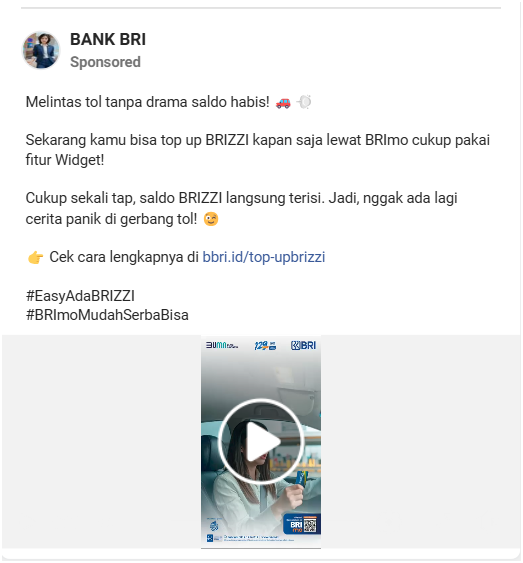 BANK BRI
Sponsored
Melintas tol tanpa drama saldo habis! 🚗 💨
Sekarang kamu bisa top up BRIZZI kapan saja lewat BRImo cukup pakai
fitur Widget!
Cukup sekali tap, saldo BRIZZI langsung terisi. Jadi, nggak ada lagi
cerita panik di gerbang tol! 😉
👉 Cek cara lengkapnya di bbri.id/top-upbrizzi
#EasyAdaBRIZZI
#BRImoMudahSerbaBisa
BUMN
129
BRI
BRI